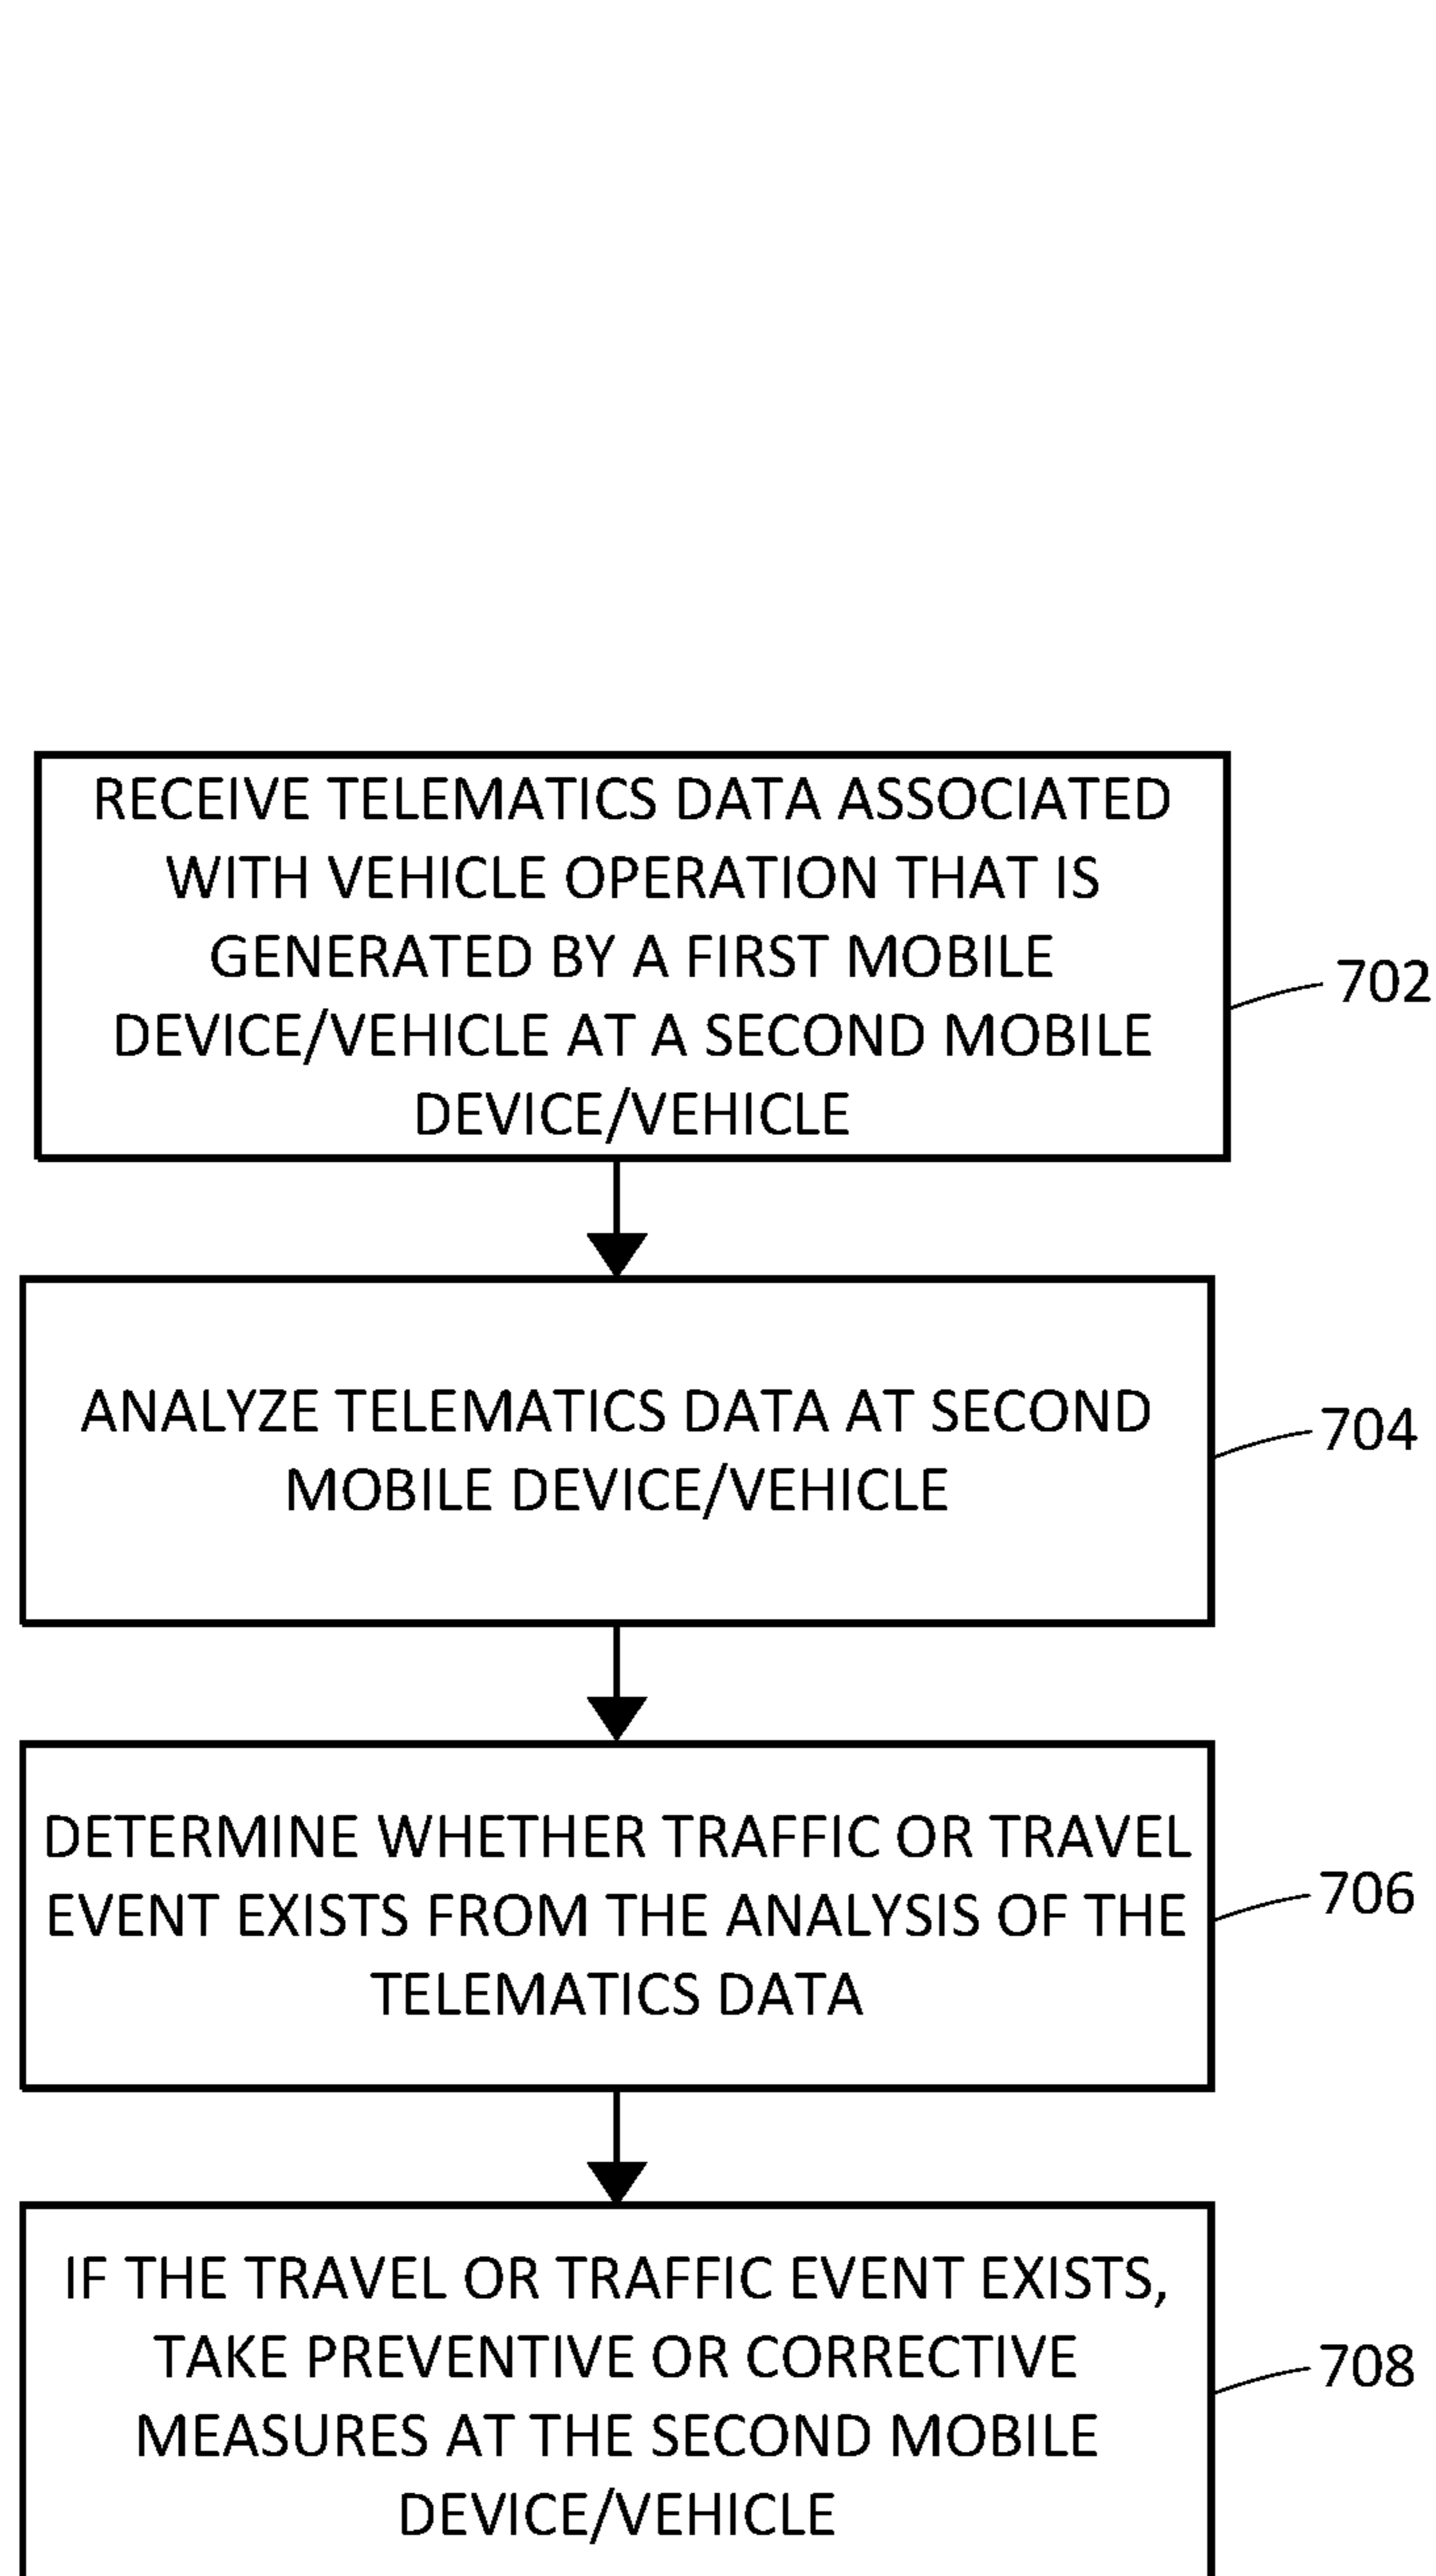 RECEIVE TELEMATICS DATA ASSOCIATED
WITH VEHICLE OPERATION THAT IS
GENERATED BY A FIRST MOBILE
DEVICE/VEHICLE AT A SECOND MOBILE
DEVICE/VEHICLE
702
ANALYZE TELEMATICS DATA AT SECOND
MOBILE DEVICE/VEHICLE
704
DETERMINE WHETHER TRAFFIC OR TRAVEL
EVENT EXISTS FROM THE ANALYSIS OF THE
TELEMATICS DATA
706
IF THE TRAVEL OR TRAFFIC EVENT EXISTS,
TAKE PREVENTIVE OR CORRECTIVE
MEASURES AT THE SECOND MOBILE
DEVICE/VEHICLE
708